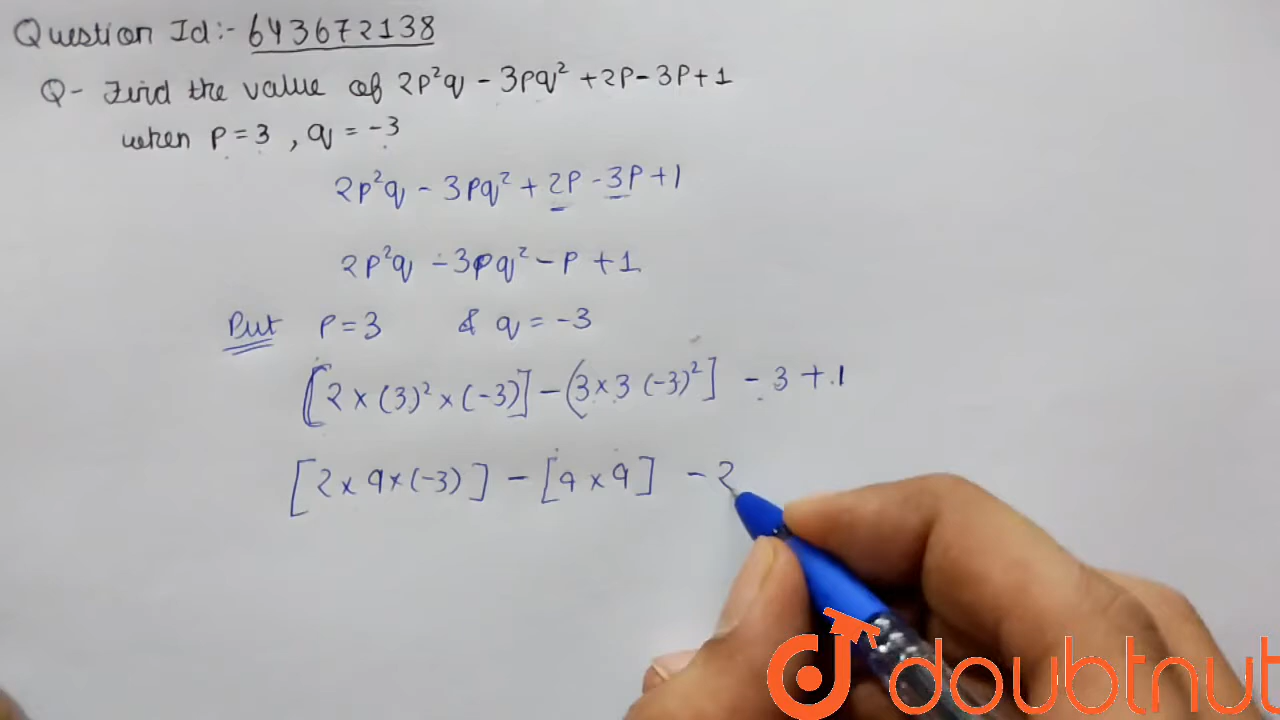 Question Id:- 643672138
Q- Find the value of 2p²q - 3pq² + 2P - 3P + 1
when P = 3 , q = -3
2p²q - 3pq² + 2P - 3P + 1
2p²q - 3pq² - P + 1
Put P = 3 & q = -3
[2 × (3)² × (-3)] - (3 × 3 (-3)²] - 3 + 1
[2 × 9 × (-3)] - [9 × 9] - 2
doubtnut